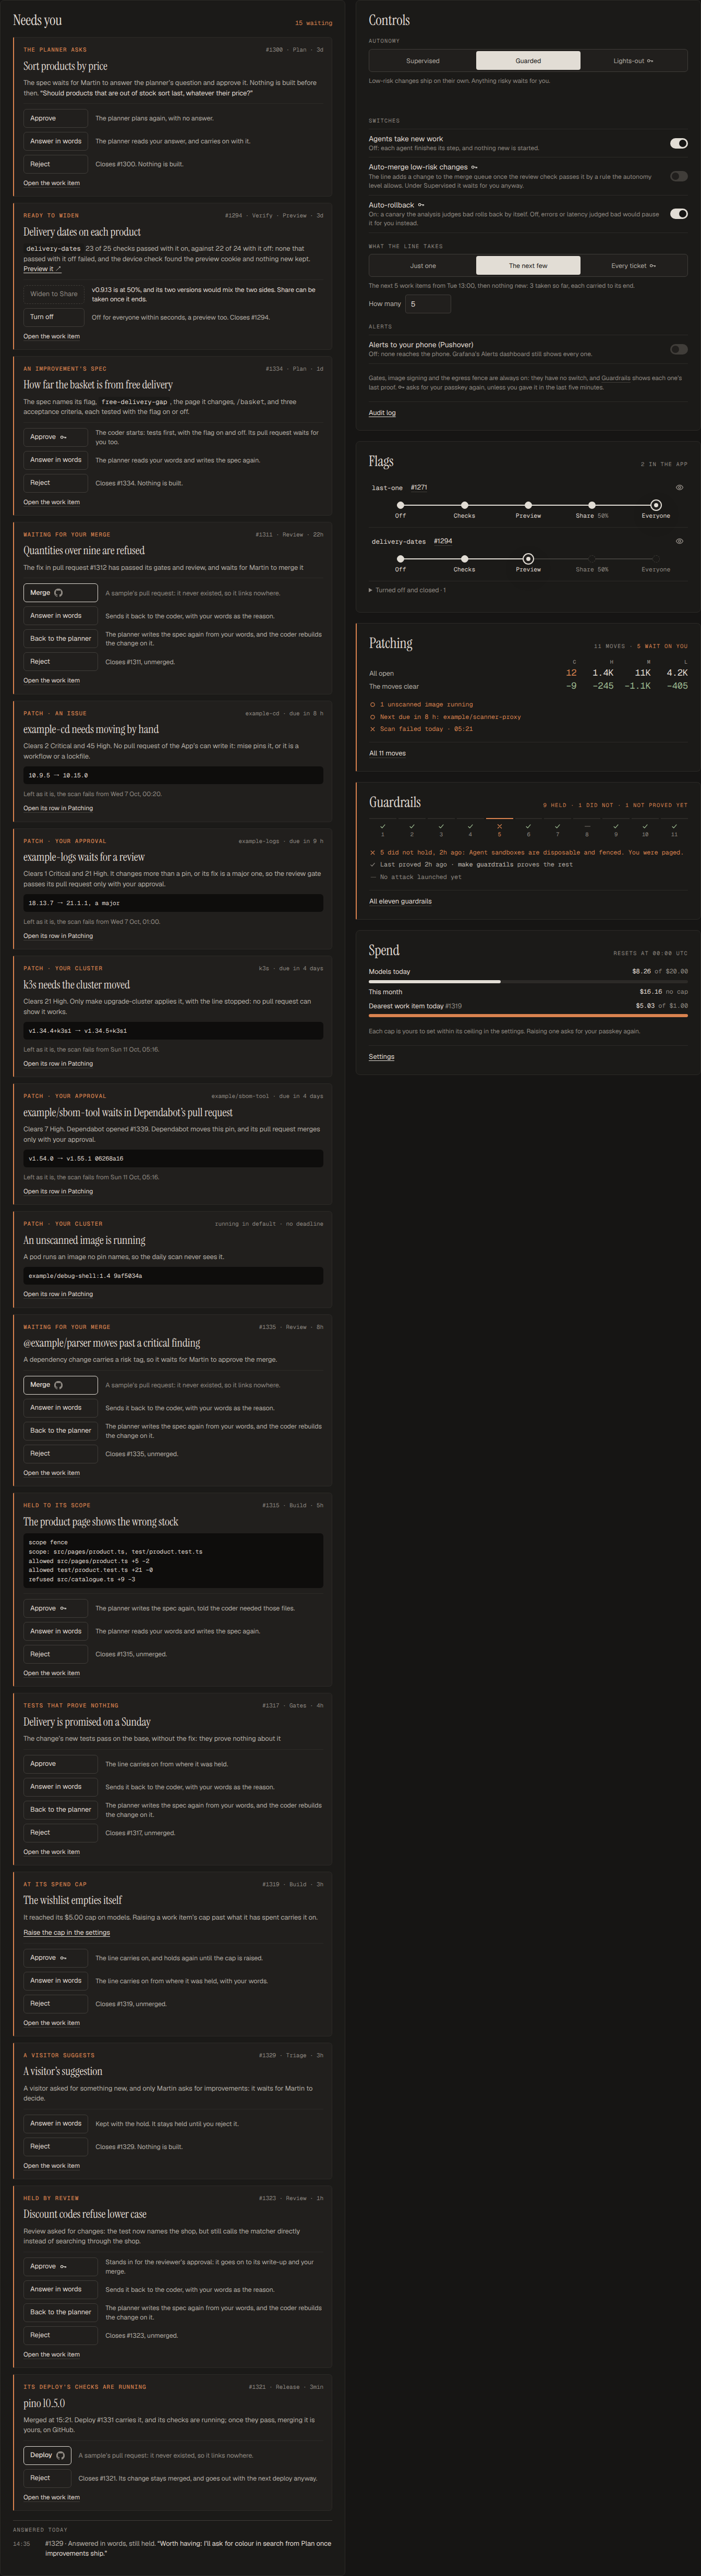 Needs you
15 waiting
THE PLANNER ASKS
#1300 · Plan · 3d
Sort products by price
The spec waits for Martin to answer the planner's question and approve it. Nothing is built before
then. "Should products that are out of stock sort last, whatever their price?"
Approve
The planner plans again, with no answer.
Answer in words
The planner reads your answer, and carries on with it.
Reject
Closes #1300. Nothing is built.
Open the work item
READY TO WIDEN
#1294 · Verify · Preview · 3d
Delivery dates on each product
delivery-dates 23 of 25 checks passed with it on, against 22 of 24 with it off: none that
passed with it off failed, and the device check found the preview cookie and nothing new kept.
Preview it ↗
Widen to Share
v0.9.13 is at 50%, and its two versions would mix the two sides. Share can be
taken once it ends.
Turn off
Off for everyone within seconds, a preview too. Closes #1294.
Open the work item
AN IMPROVEMENT'S SPEC
#1334 · Plan · 1d
How far the basket is from free delivery
The spec names its flag, free-delivery-gap, the page it changes, /basket, and three
acceptance criteria, each tested with the flag on or off.
Approve
The coder starts: tests first, with the flag on and off. Its pull request waits for
you too.
Answer in words
The planner reads your words and writes the spec again.
Reject
Closes #1334. Nothing is built.
Open the work item
WAITING FOR YOUR MERGE
#1311 · Review · 22h
Quantities over nine are refused
The fix in pull request #1312 has passed its gates and review, and waits for Martin to merge it
Merge
A sample's pull request: it never existed, so it links nowhere.
Answer in words
Sends it back to the coder, with your words as the reason.
Back to the planner
The planner writes the spec again from your words, and the coder rebuilds
the change on it.
Reject
Closes #1311, unmerged.
Open the work item
PATCH · AN ISSUE
example-cd · due in 8 h
example-cd needs moving by hand
Clears 2 Critical and 45 High. No pull request of the App's can write it: mise pins it, or it is a
workflow or a lockfile.
10.9.5 → 10.15.0
Left as it is, the scan fails from Wed 7 Oct, 00:20.
Open its row in Patching
PATCH · YOUR APPROVAL
example-logs · due in 9 h
example-logs waits for a review
Clears 1 Critical and 21 High. It changes more than a pin, or its fix is a major one, so the review gate
passes its pull request only with your approval.
18.13.7 → 21.1.1, a major
Left as it is, the scan fails from Wed 7 Oct, 01:00.
Open its row in Patching
PATCH · YOUR CLUSTER
k3s · due in 4 days
k3s needs the cluster moved
Clears 21 High. Only make upgrade-cluster applies it, with the line stopped: no pull request can
show it works.
v1.34.4+k3s1 → v1.34.5+k3s1
Left as it is, the scan fails from Sun 11 Oct, 05:16.
Open its row in Patching
PATCH · YOUR APPROVAL
example/sbom-tool · due in 4 days
example/sbom-tool waits in Dependabot's pull request
Clears 7 High. Dependabot opened #1339. Dependabot moves this pin, and its pull request merges
only with your approval.
v1.54.0 → v1.55.1 06268a16
Left as it is, the scan fails from Sun 11 Oct, 05:16.
Open its row in Patching
PATCH · YOUR CLUSTER
running in default · no deadline
An unscanned image is running
A pod runs an image no pin names, so the daily scan never sees it.
example/debug-shell:1.4 9af5034a
Open its row in Patching
WAITING FOR YOUR MERGE
#1335 · Review · 8h
@example/parser moves past a critical finding
A dependency change carries a risk tag, so it waits for Martin to approve the merge.
Merge
A sample's pull request: it never existed, so it links nowhere.
Answer in words
Sends it back to the coder, with your words as the reason.
Back to the planner
The planner writes the spec again from your words, and the coder rebuilds
the change on it.
Reject
Closes #1335, unmerged.
Open the work item
HELD TO ITS SCOPE
#1315 · Build · 5h
The product page shows the wrong stock
scope fence
scope: src/pages/product.ts, test/product.test.ts
allowed src/pages/product.ts +5 −2
allowed test/product.test.ts +21 −0
refused src/catalogue.ts +9 −3
Approve
The planner writes the spec again, told the coder needed those files.
Answer in words
The planner reads your words and writes the spec again.
Reject
Closes #1315, unmerged.
Open the work item
TESTS THAT PROVE NOTHING
#1317 · Gates · 4h
Delivery is promised on a Sunday
The change's new tests pass on the base, without the fix: they prove nothing about it
Approve
The line carries on from where it was held.
Answer in words
Sends it back to the coder, with your words as the reason.
Back to the planner
The planner writes the spec again from your words, and the coder rebuilds
the change on it.
Reject
Closes #1317, unmerged.
Open the work item
AT ITS SPEND CAP
#1319 · Build · 3h
The wishlist empties itself
It reached its $5.00 cap on models. Raising a work item's cap past what it has spent carries it on.
Raise the cap in the settings
Approve
The line carries on, and holds again until the cap is raised.
Answer in words
The line carries on from where it was held, with your words.
Reject
Closes #1319, unmerged.
Open the work item
A VISITOR SUGGESTS
#1329 · Triage · 3h
A visitor's suggestion
A visitor asked for something new, and only Martin asks for improvements: it waits for Martin to
decide.
Answer in words
Kept with the hold. It stays held until you reject it.
Reject
Closes #1329. Nothing is built.
Open the work item
HELD BY REVIEW
#1323 · Review · 1h
Discount codes refuse lower case
Review asked for changes: the test now names the shop, but still calls the matcher directly
instead of searching through the shop.
Approve
Stands in for the reviewer's approval: it goes on to its write-up and your
merge.
Answer in words
Sends it back to the coder, with your words as the reason.
Back to the planner
The planner writes the spec again from your words, and the coder rebuilds
the change on it.
Reject
Closes #1323, unmerged.
Open the work item
ITS DEPLOY'S CHECKS ARE RUNNING
#1321 · Release · 3min
pino 10.5.0
Merged at 15:21. Deploy #1331 carries it, and its checks are running; once they pass, merging it is
yours, on GitHub.
Deploy
A sample's pull request: it never existed, so it links nowhere.
Reject
Closes #1321. Its change stays merged, and goes out with the next deploy anyway.
Open the work item
ANSWERED TODAY
14:35
#1329 · Answered in words, still held. "Worth having: I'll ask for colour in search from Plan once
improvements ship."
Controls
AUTONOMY
Supervised
Guarded
Lights-out
Low-risk changes ship on their own. Anything risky waits for you.
SWITCHES
Agents take new work
Off: each agent finishes its step, and nothing new is started.
Auto-merge low-risk changes
The line adds a change to the merge queue once the review check passes it by a rule the autonomy
level allows. Under Supervised it waits for you anyway.
Auto-rollback
On: a canary the analysis judges bad rolls back by itself. Off, errors or latency judged bad would pause
it for you instead.
WHAT THE LINE TAKES
Just one
The next few
Every ticket
The next 5 work items from Tue 13:00, then nothing new: 3 taken so far, each carried to its end.
How many
5
ALERTS
Alerts to your phone (Pushover)
Off: none reaches the phone. Grafana's Alerts dashboard still shows every one.
Gates, image signing and the egress fence are always on: they have no switch, and Guardrails shows each one's
last proof. asks for your passkey again, unless you gave it in the last five minutes.
Audit log
Flags
2 IN THE APP
last-one #1271
Off
Checks
Preview
Share 50%
Everyone
delivery-dates #1294
Off
Checks
Preview
Share 50%
Everyone
Turned off and closed · 1
Patching
11 MOVES · 5 WAIT ON YOU
C H M L
All open 12 1.4K 11K 4.2K
The moves clear −9 −245 −1.1K −405
1 unscanned image running
Next due in 8 h: example/scanner-proxy
Scan failed today · 05:21
All 11 moves
Guardrails
9 HELD · 1 DID NOT · 1 NOT PROVED YET
1 2 3 4 5 6 7 8 9 10 11
5 did not hold, 2h ago: Agent sandboxes are disposable and fenced. You were paged.
Last proved 2h ago · make guardrails proves the rest
No attack launched yet
All eleven guardrails
Spend
RESETS AT 00:00 UTC
Models today
$8.26 of $20.00
This month
$16.16 no cap
Dearest work item today #1319
$5.03 of $1.00
Each cap is yours to set within its ceiling in the settings. Raising one asks for your passkey again.
Settings